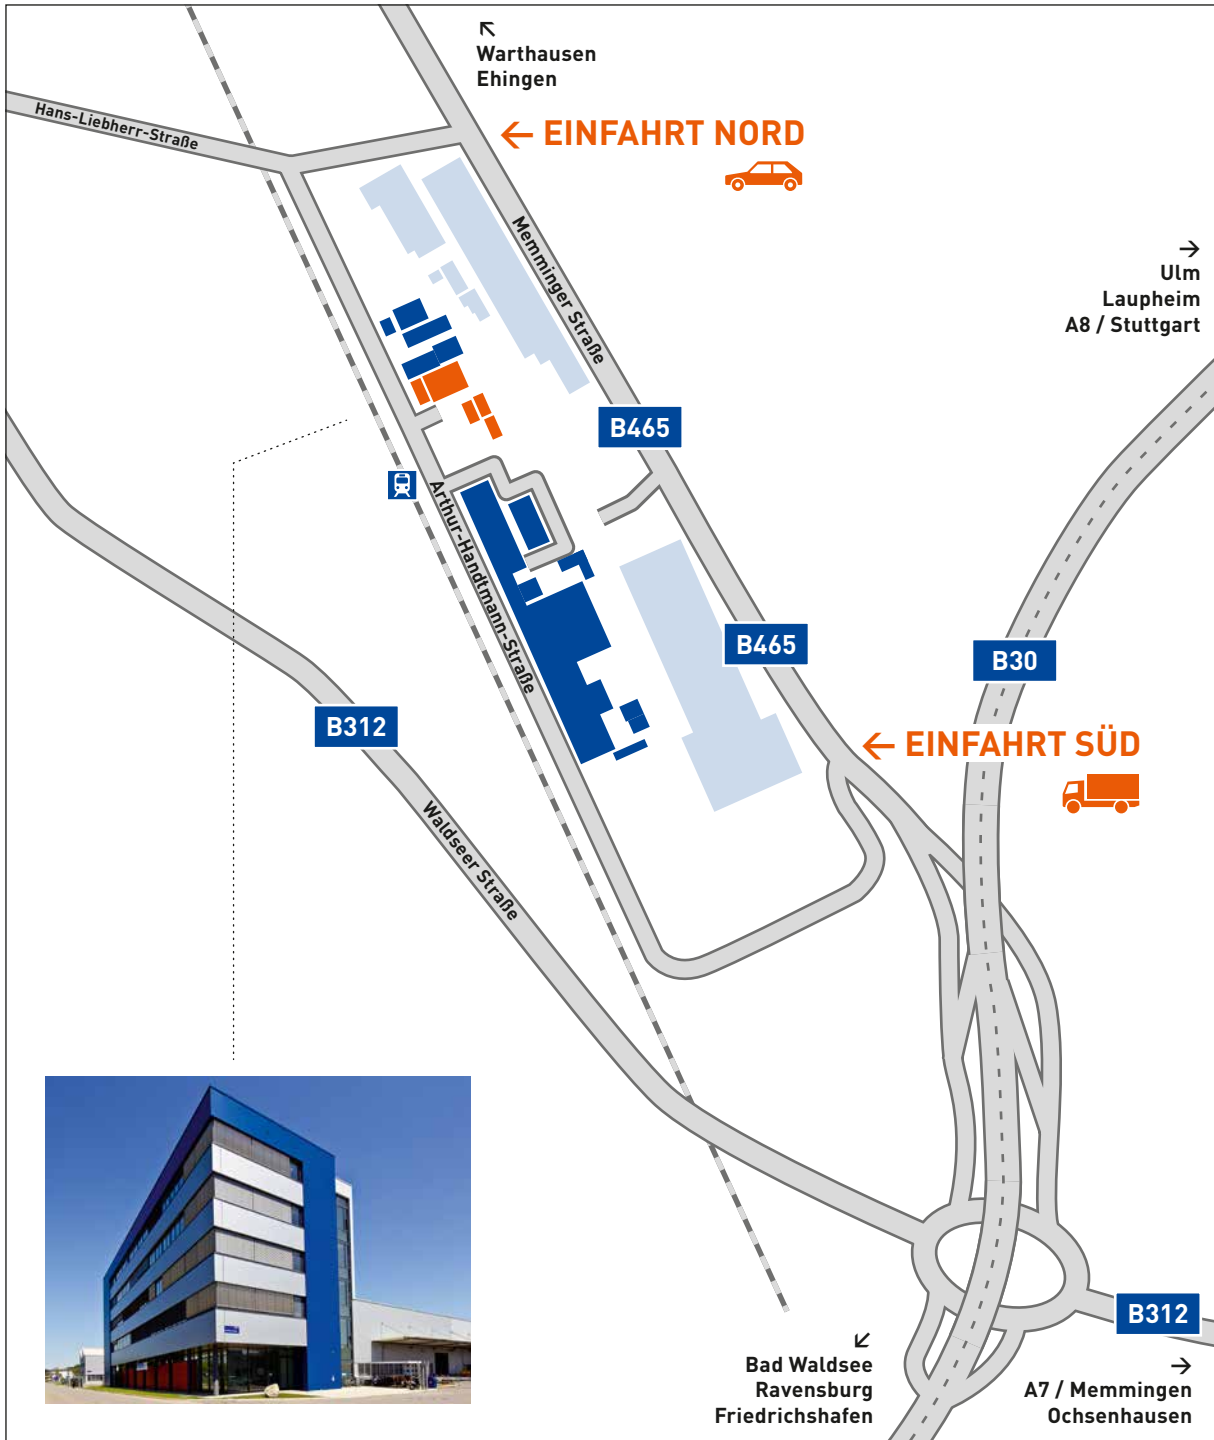 Warthausen
Ehingen
Hans-Liebherr-Straße
← EINFAHRT NORD
Memminger Straße
→
Ulm
Laupheim
A8 / Stuttgart
B465
Arthur-Handtmann-Straße
B465
B30
B312
← EINFAHRT SÜD
Waldseer Straße
B312
Bad Waldsee
Ravensburg
Friedrichshafen
→
A7 / Memmingen
Ochsenhausen